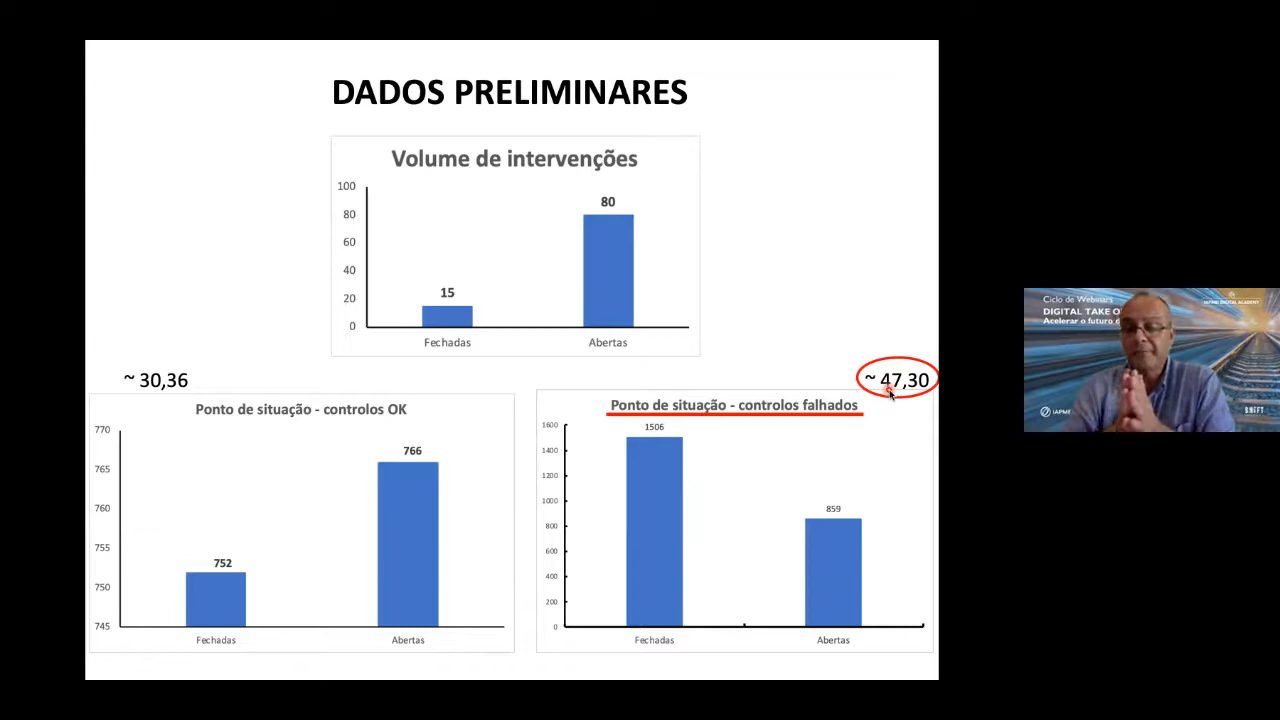 DADOS PRELIMINARES
Volume de intervenções
100
80
60
40
20
0
15
80
Fechadas
Abertas
~ 30,36
~ 47,30
Ponto de situação - controlos OK
770
765
760
755
750
745
752
766
Fechadas
Abertas
Ponto de situação - controlos falhados
1600
1400
1200
1000
800
600
400
200
0
1506
859
Fechadas
Abertas
Ciclo de Webinars
DIGITAL TAKE
Acelerar o futuro
IAPMEI DIGITAL ACADEMY
IAPME
SHIFT